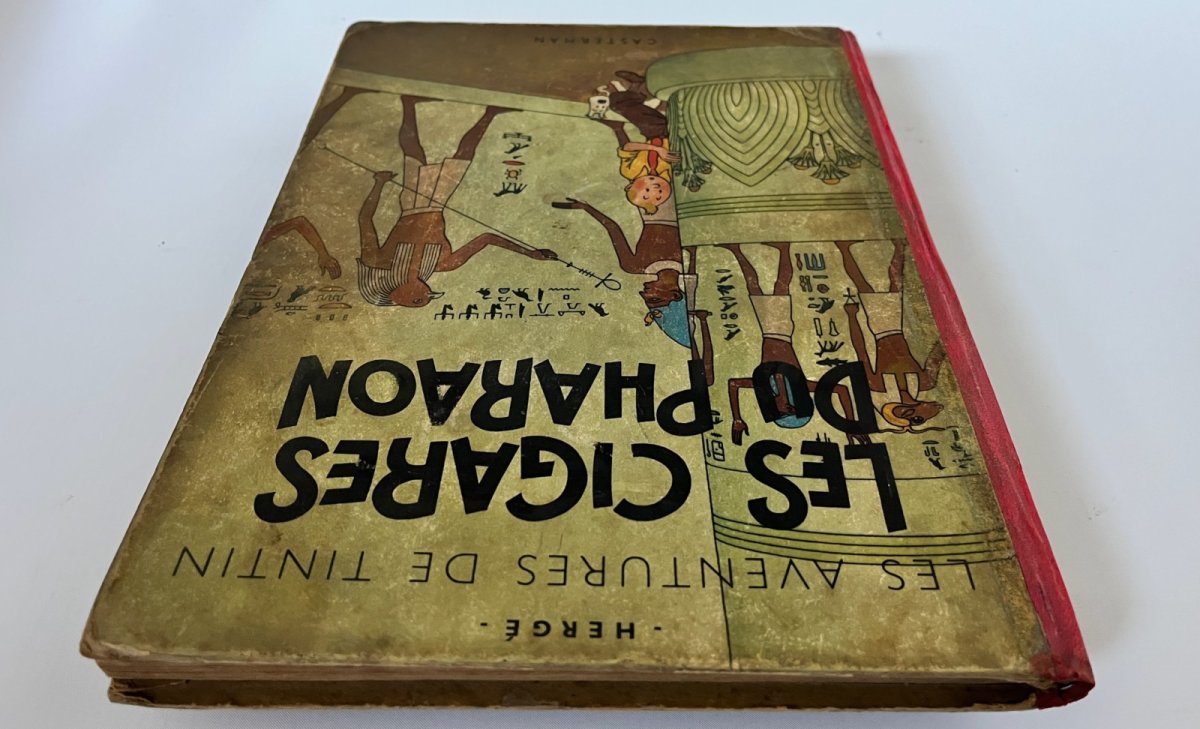 - HERGÉ -
LES AVENTURES DE TINTIN
LES CIGARES
DU PHARAON
CASTERMAN